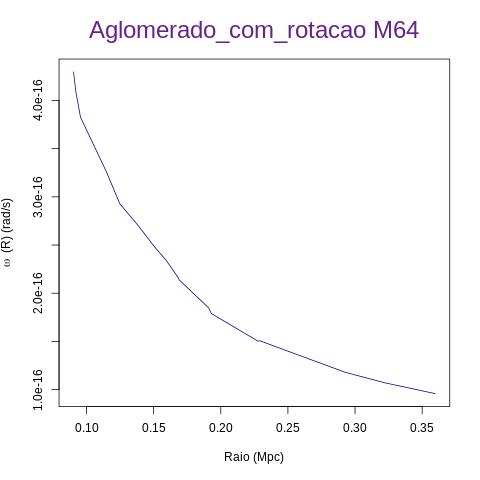 Aglomerado_com_rotacao M64
4.0e-16
3.0e-16
2.0e-16
1.0e-16
ω (R) (rad/s)
0.10 0.15 0.20 0.25 0.30 0.35
Raio (Mpc)